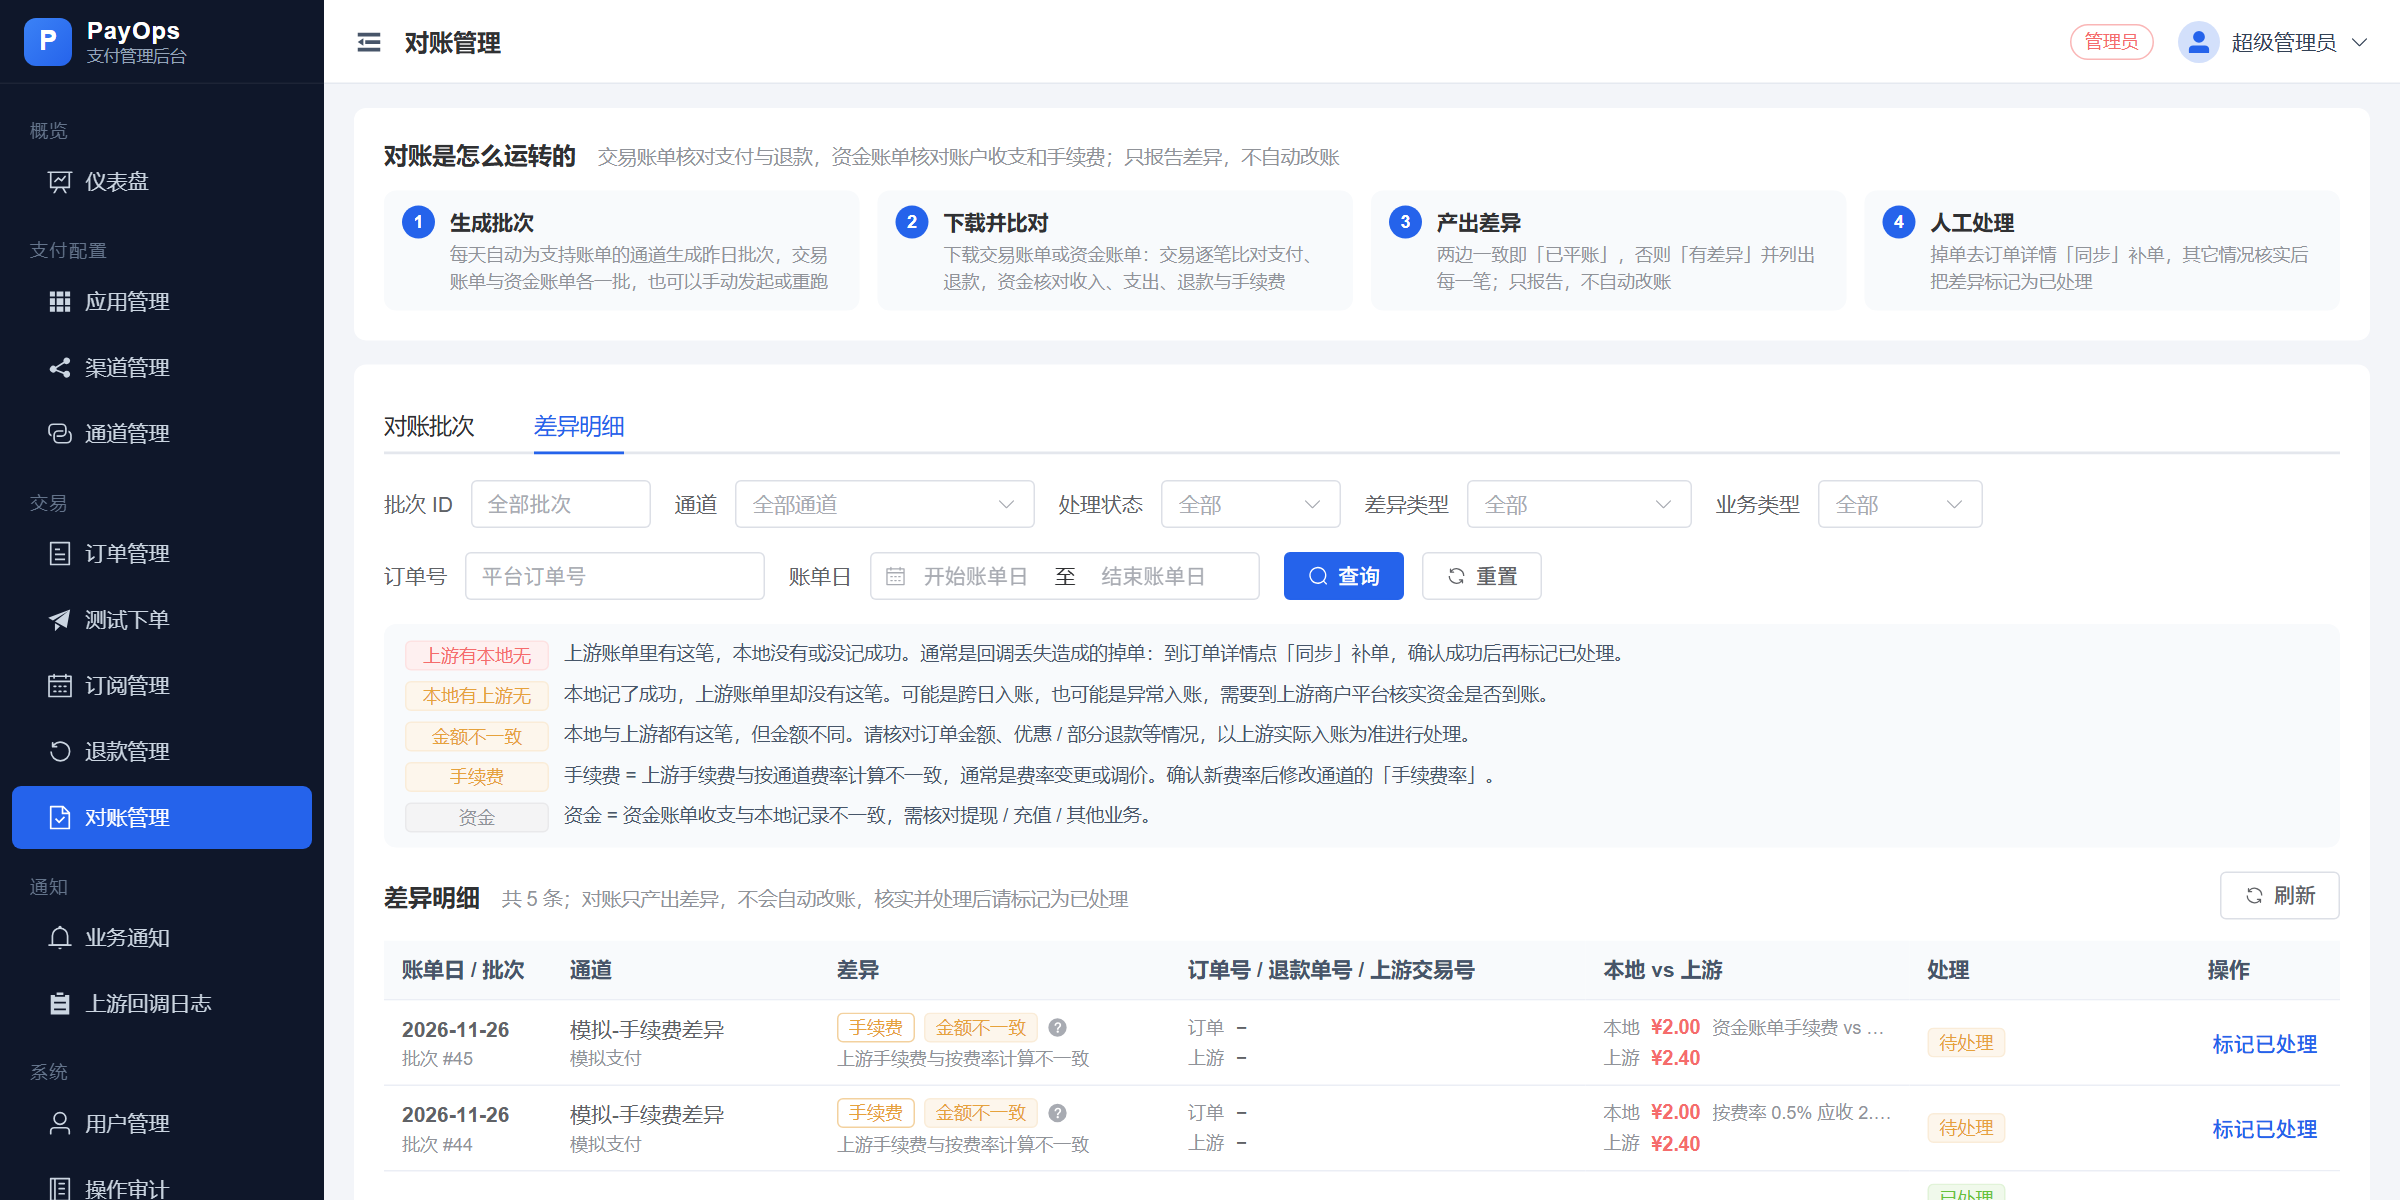 P
PayOps
支付管理后台
对账管理
管理员
超级管理员
概览
仪表盘
支付配置
应用管理
渠道管理
通道管理
交易
订单管理
测试下单
订阅管理
退款管理
对账管理
通知
业务通知
上游回调日志
系统
用户管理
操作审计
对账是怎么运转的 交易账单核对支付与退款，资金账单核对账户收支和手续费；只报告差异，不自动改账
1 生成批次
每天自动为支持账单的通道生成昨日批次，交易
账单与资金账单各一批，也可以手动发起或重跑
2 下载并比对
下载交易账单或资金账单：交易逐笔比对支付、
退款，资金核对收入、支出、退款与手续费
3 产出差异
两边一致即「已平账」，否则「有差异」并列出
每一笔；只报告，不自动改账
4 人工处理
掉单去订单详情「同步」补单，其它情况核实后
把差异标记为已处理
对账批次 差异明细
批次 ID 全部批次 通道 全部通道 处理状态 全部 差异类型 全部 业务类型 全部
订单号 平台订单号 账单日 开始账单日 至 结束账单日 查询 重置
上游有本地无 上游账单里有这笔，本地没有或没记成功。通常是回调丢失造成的掉单：到订单详情点「同步」补单，确认成功后再标记已处理。
本地有上游无 本地记了成功，上游账单里却没有这笔。可能是跨日入账，也可能是异常入账，需要到上游商户平台核实资金是否到账。
金额不一致 本地与上游都有这笔，但金额不同。请核对订单金额、优惠 / 部分退款等情况，以上游实际入账为准进行处理。
手续费 手续费 = 上游手续费与按通道费率计算不一致，通常是费率变更或调价。确认新费率后修改通道的「手续费率」。
资金 资金 = 资金账单收支与本地记录不一致，需核对提现 / 充值 / 其他业务。
差异明细 共 5 条；对账只产出差异，不会自动改账，核实并处理后请标记为已处理 刷新
账单日 / 批次 通道 差异 订单号 / 退款单号 / 上游交易号 本地 vs 上游 处理 操作
2026-11-26 模拟-手续费差异 手续费 金额不一致 ? 订单 – 本地 ¥2.00 资金账单手续费 vs ... 待处理 标记已处理
批次 #45 模拟支付 上游手续费与按费率计算不一致 上游 – 上游 ¥2.40
2026-11-26 模拟-手续费差异 手续费 金额不一致 ? 订单 – 本地 ¥2.00 按费率 0.5% 应收 2.... 待处理 标记已处理
批次 #44 模拟支付 上游手续费与按费率计算不一致 上游 – 上游 ¥2.40
已处理